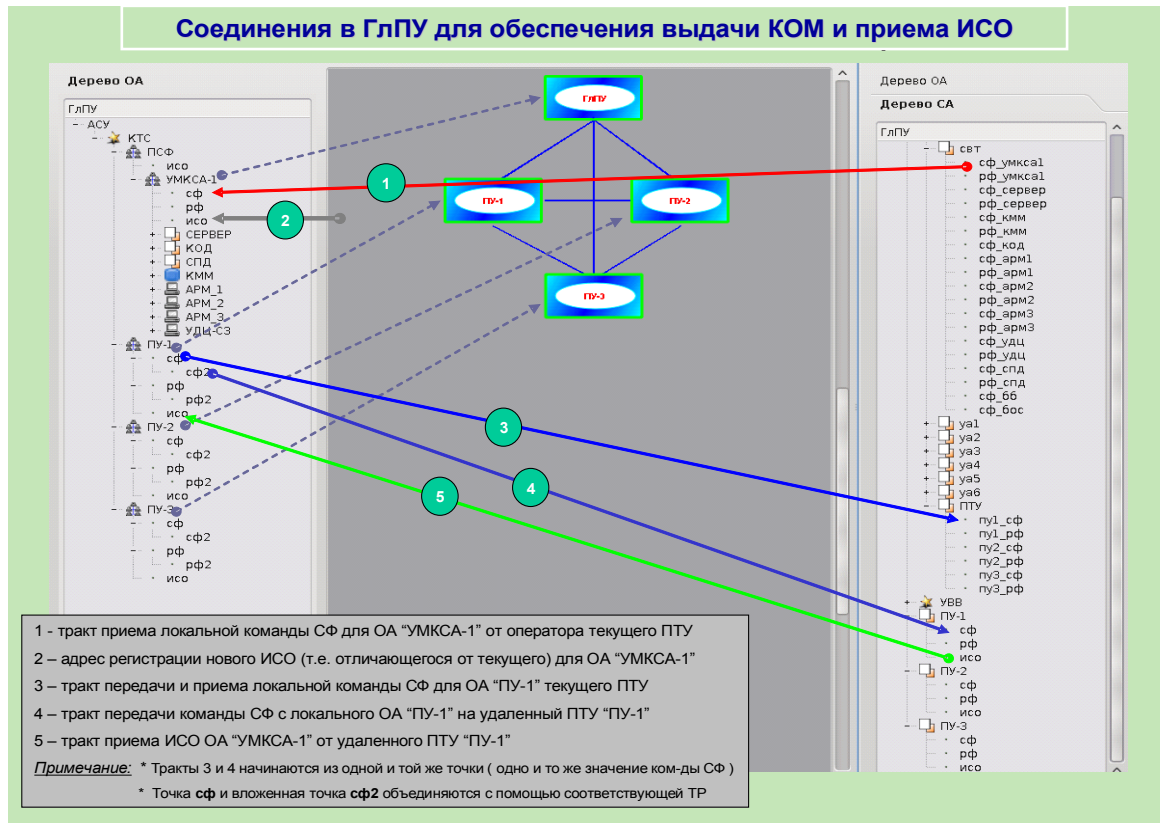 Соединения в ГлПУ для обеспечения выдачи КОМ и приема ИСО
Дерево ОА
ГлПУ
АСУ
КТС
ПСФ
исо
УМКСА-1
сф
рф
исо
СЕРВЕР
КОД
СПД
КММ
АРМ_1
АРМ_2
АРМ_3
УДЦ-СЗ
ПУ-1
сф
сф2
рф
рф2
исо
ПУ-2
сф
сф2
рф
рф2
исо
ПУ-3
сф
сф2
рф
рф2
исо
ГлПУ
ПУ-1
ПУ-2
ПУ-3
1
2
3
4
5
Дерево ОА
Дерево СА
ГлПУ
свт
сф_умкса1
рф_умкса1
сф_сервер
рф_сервер
сф_кмм
рф_кмм
сф_код
сф_арм1
рф_арм1
сф_арм2
рф_арм2
сф_арм3
рф_арм3
сф_удц
рф_удц
сф_спд
рф_спд
сф_бб
сф_бос
уа1
уа2
уа3
уа4
уа5
уа6
ПТУ
пу1_сф
пу1_рф
пу2_сф
пу2_рф
пу3_сф
пу3_рф
УВВ
ПУ-1
сф
рф
исо
ПУ-2
сф
рф
исо
ПУ-3
сф
рф
исо
1 - тракт приема локальной команды СФ для ОА “УМКСА-1” от оператора текущего ПТУ
2 – адрес регистрации нового ИСО (т.е. отличающегося от текущего) для ОА “УМКСА-1”
3 – тракт передачи и приема локальной команды СФ для ОА “ПУ-1” текущего ПТУ
4 – тракт передачи команды СФ с локального ОА “ПУ-1” на удаленный ПТУ “ПУ-1”
5 – тракт приема ИСО ОА “УМКСА-1” от удаленного ПТУ “ПУ-1”
Примечание: * Тракты 3 и 4 начинаются из одной и той же точки ( одно и то же значение ком-ды СФ )
* Точка сф и вложенная точка сф2 объединяются с помощью соответствующей ТР